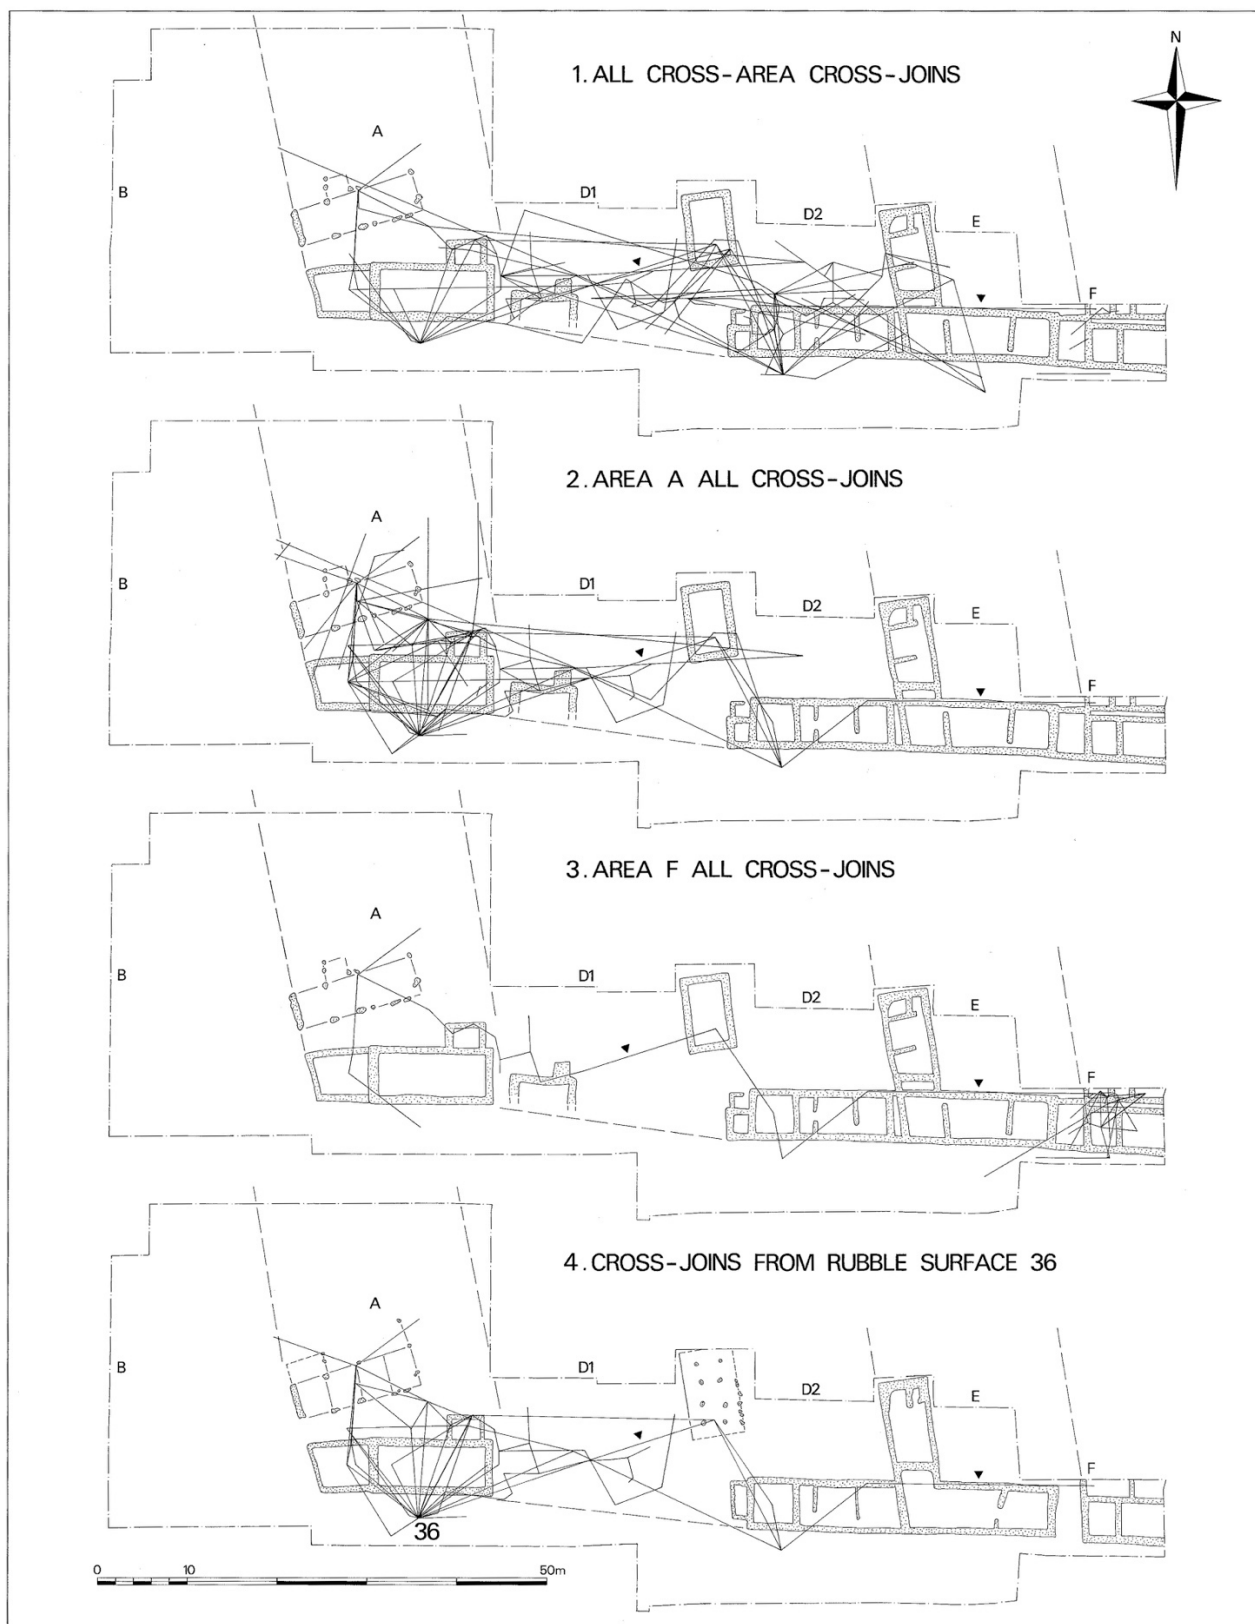 1. ALL CROSS-AREA CROSS-JOINS
N
A
B
D1
D2
E
F
2. AREA A ALL CROSS-JOINS
A
B
D1
D2
E
F
3. AREA F ALL CROSS-JOINS
A
B
D1
D2
E
F
4. CROSS-JOINS FROM RUBBLE SURFACE 36
A
B
D1
D2
E
F
36
0 10 50m